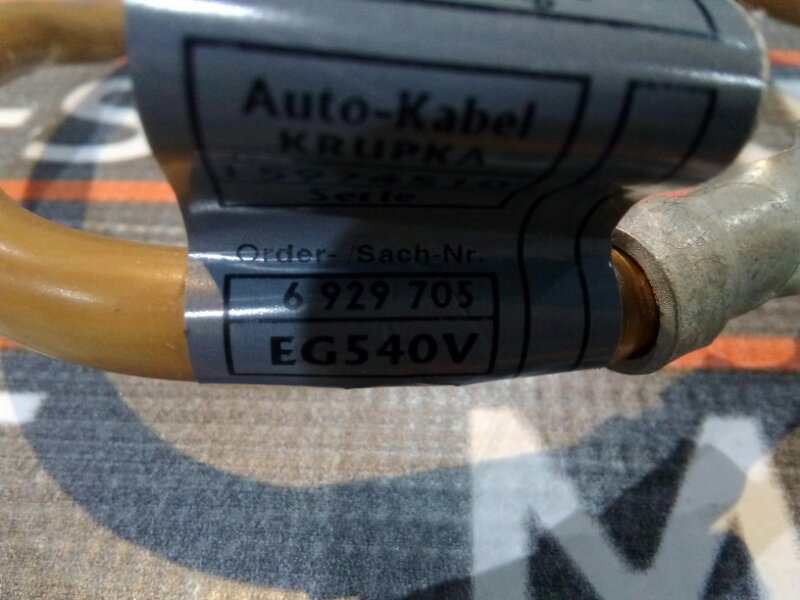 Auto-Kabel
KRUPKA
Serie
Order- /Sach-Nr.
6 929 705
EG540V